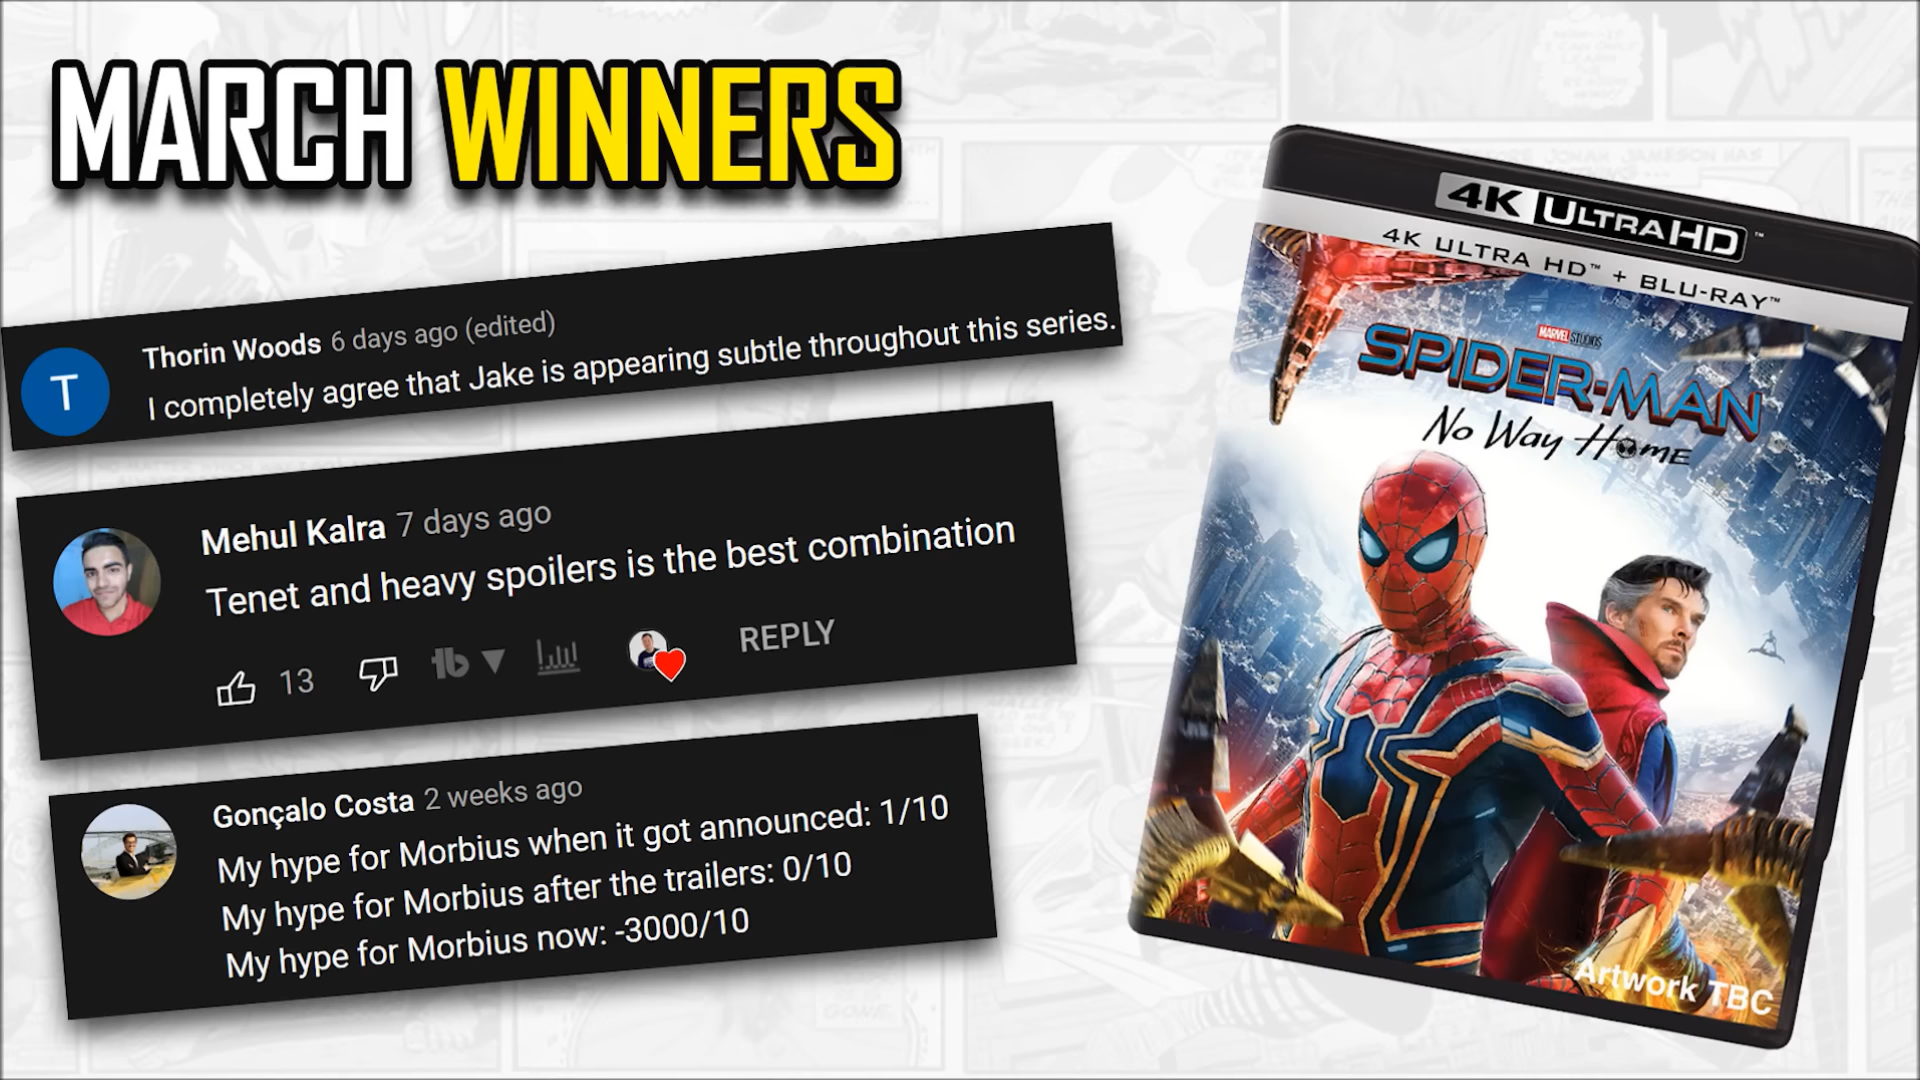 MARCH WINNERS
Thorin Woods 6 days ago (edited)
T
I completely agree that Jake is appearing subtle throughout this series.
Mehul Kalra 7 days ago
Tenet and heavy spoilers is the best combination
13
REPLY
Gonçalo Costa 2 weeks ago
My hype for Morbius when it got announced: 1/10
My hype for Morbius after the trailers: 0/10
My hype for Morbius now: -3000/10
4K ULTRA HD™
4K ULTRA HD™ + BLU-RAY™
MARVEL STUDIOS
SPIDER-MAN
No Way Home
Artwork TBC